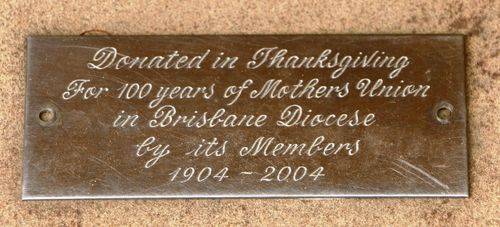 Donated in Thanksgiving
For 100 years of Mothers Union
in Brisbane Diocese
by its Members
1904 - 2004